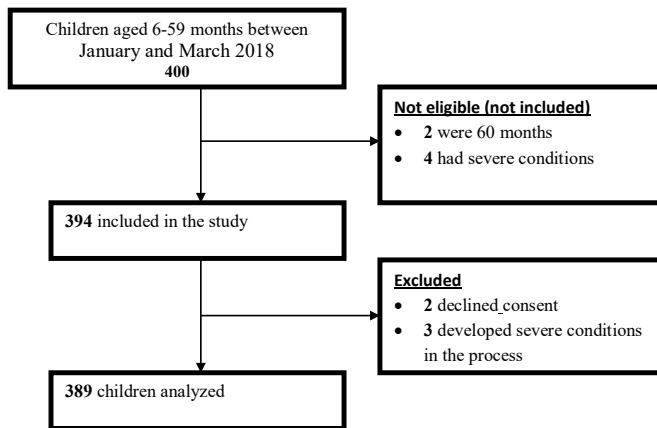 Children aged 6-59 months between
January and March 2018
400
Not eligible (not included)
• 2 were 60 months
• 4 had severe conditions
394 included in the study
Excluded
• 2 declined consent
• 3 developed severe conditions
in the process
389 children analyzed